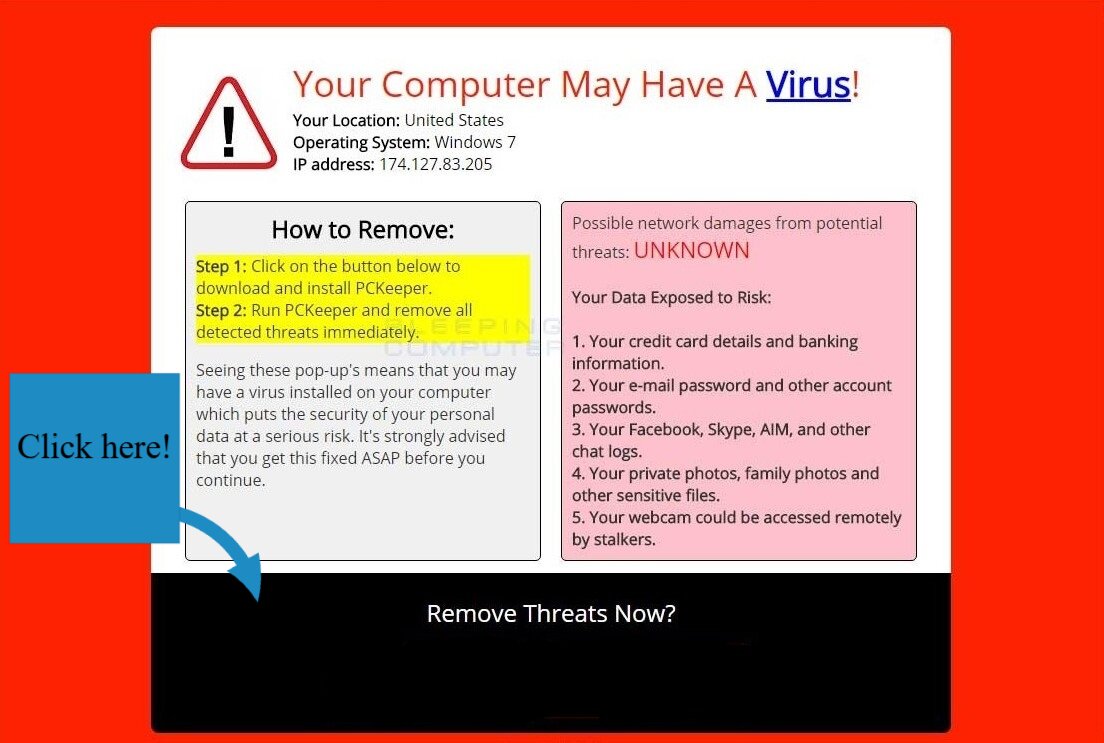 Your Computer May Have A Virus!
Your Location: United States
Operating System: Windows 7
IP address: 174.127.83.205
How to Remove:
Step 1: Click on the button below to
download and install PCKeeper.
Step 2: Run PCKeeper and remove all
detected threats immediately.
Seeing these pop-up's means that you may
have a virus installed on your computer
which puts the security of your personal
data at a serious risk. It's strongly advised
that you get this fixed ASAP before you
continue.
Possible network damages from potential
threats: UNKNOWN
Your Data Exposed to Risk:
1. Your credit card details and banking
information.
2. Your e-mail password and other account
passwords.
3. Your Facebook, Skype, AIM, and other
chat logs.
4. Your private photos, family photos and
other sensitive files.
5. Your webcam could be accessed remotely
by stalkers.
BLEEPING
COMPUTER
Click here!
Remove Threats Now?